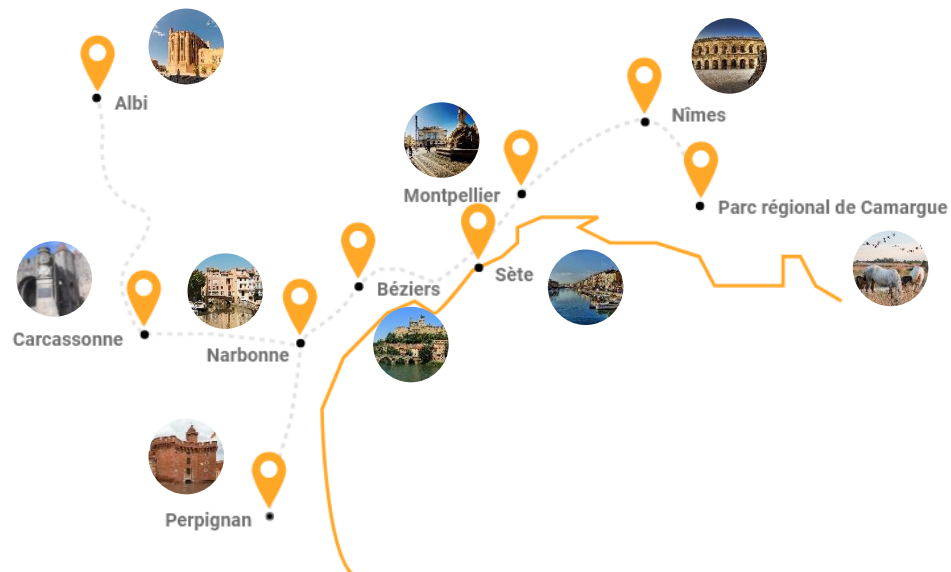 Albi
Nîmes
Montpellier
Parc régional de Camargue
Sète
Béziers
Carcassonne
Narbonne
Perpignan